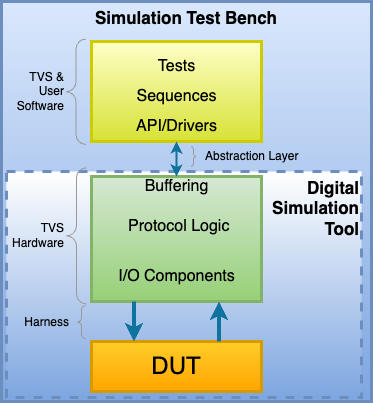 Simulation Test Bench
TVS &
User
Software
Tests
Sequences
API/Drivers
Abstraction Layer
Digital
Simulation
Tool
TVS
Hardware
Buffering
Protocol Logic
I/O Components
Harness
DUT